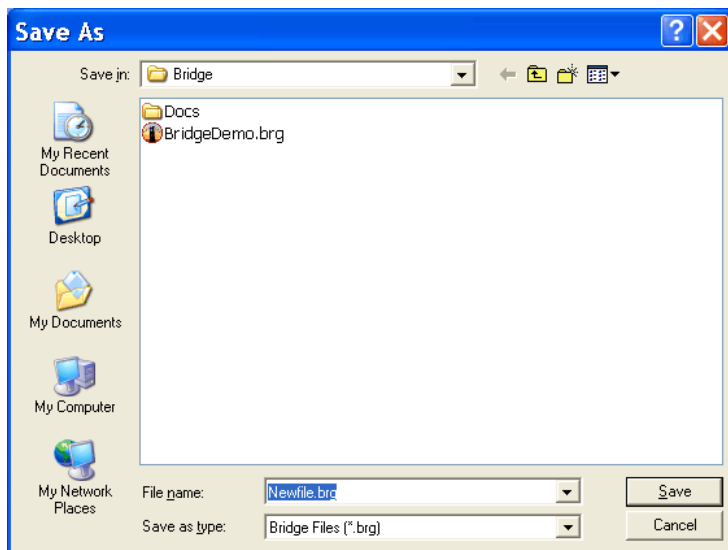 Save As
Save in: Bridge
Docs
BridgeDemo.brg
My Recent
Documents
Desktop
My Documents
My Computer
My Network
Places
File name: Newfile.brg Save
Save as type: Bridge Files (*.brg) Cancel